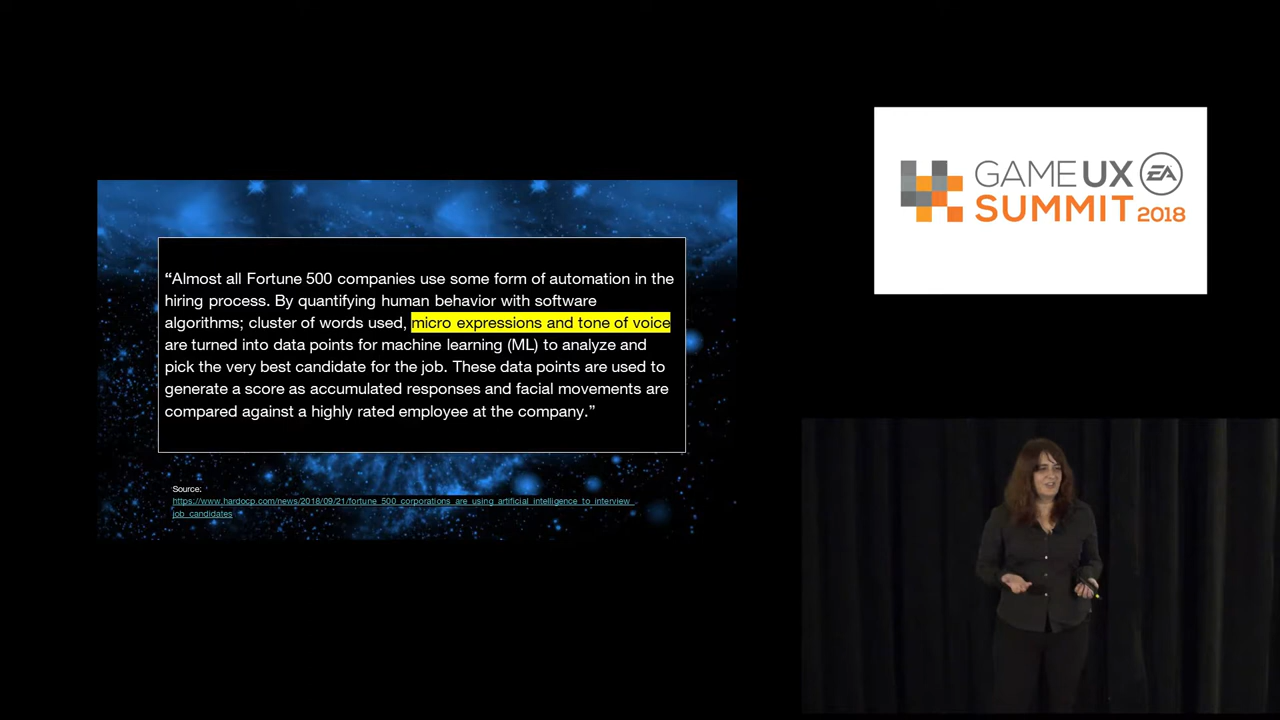 “Almost all Fortune 500 companies use some form of automation in the
hiring process. By quantifying human behavior with software
algorithms; cluster of words used, micro expressions and tone of voice
are turned into data points for machine learning (ML) to analyze and
pick the very best candidate for the job. These data points are used to
generate a score as accumulated responses and facial movements are
compared against a highly rated employee at the company.”
Source:
https://www.hardocp.com/news/2018/09/21/fortune_500_corporations_are_using_artificial_intelligence_to_interview_
job_candidates
GAMEUX EA
SUMMIT 2018